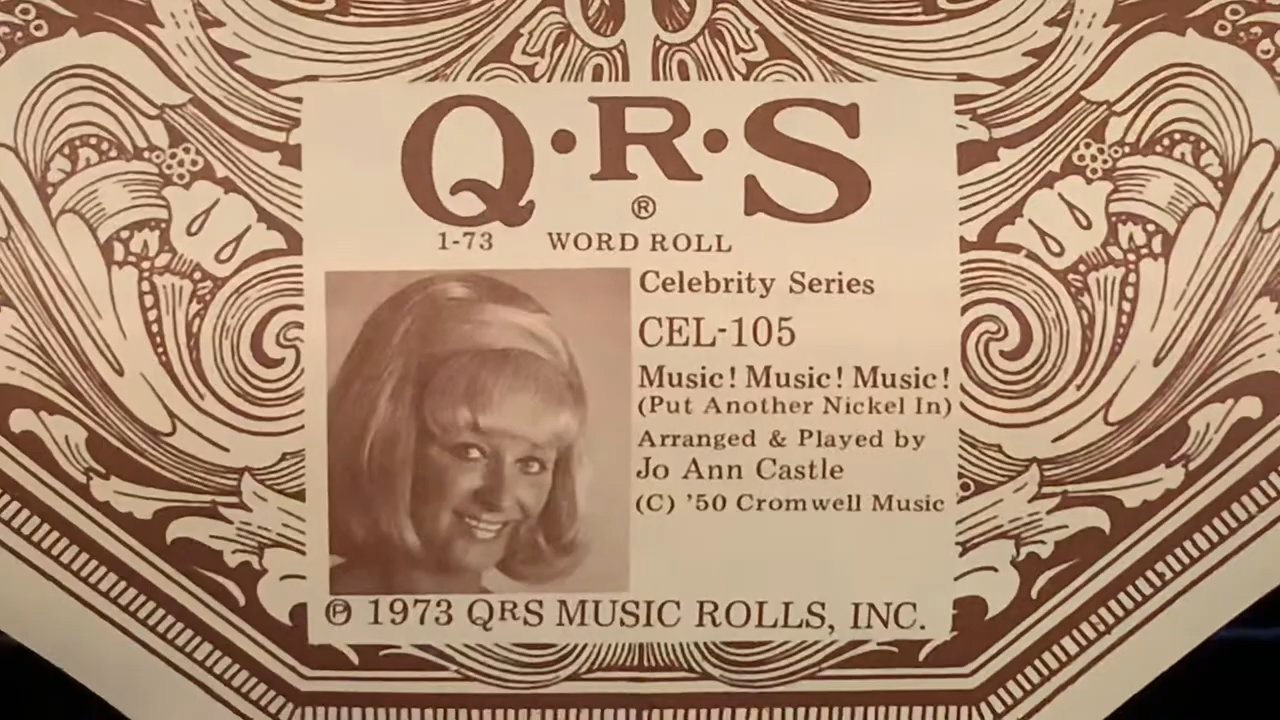 Q·R·S
®
1-73 WORD ROLL
Celebrity Series
CEL-105
Music! Music! Music!
(Put Another Nickel In)
Arranged & Played by
Jo Ann Castle
(C) '50 Cromwell Music
℗ 1973 QRS MUSIC ROLLS, INC.